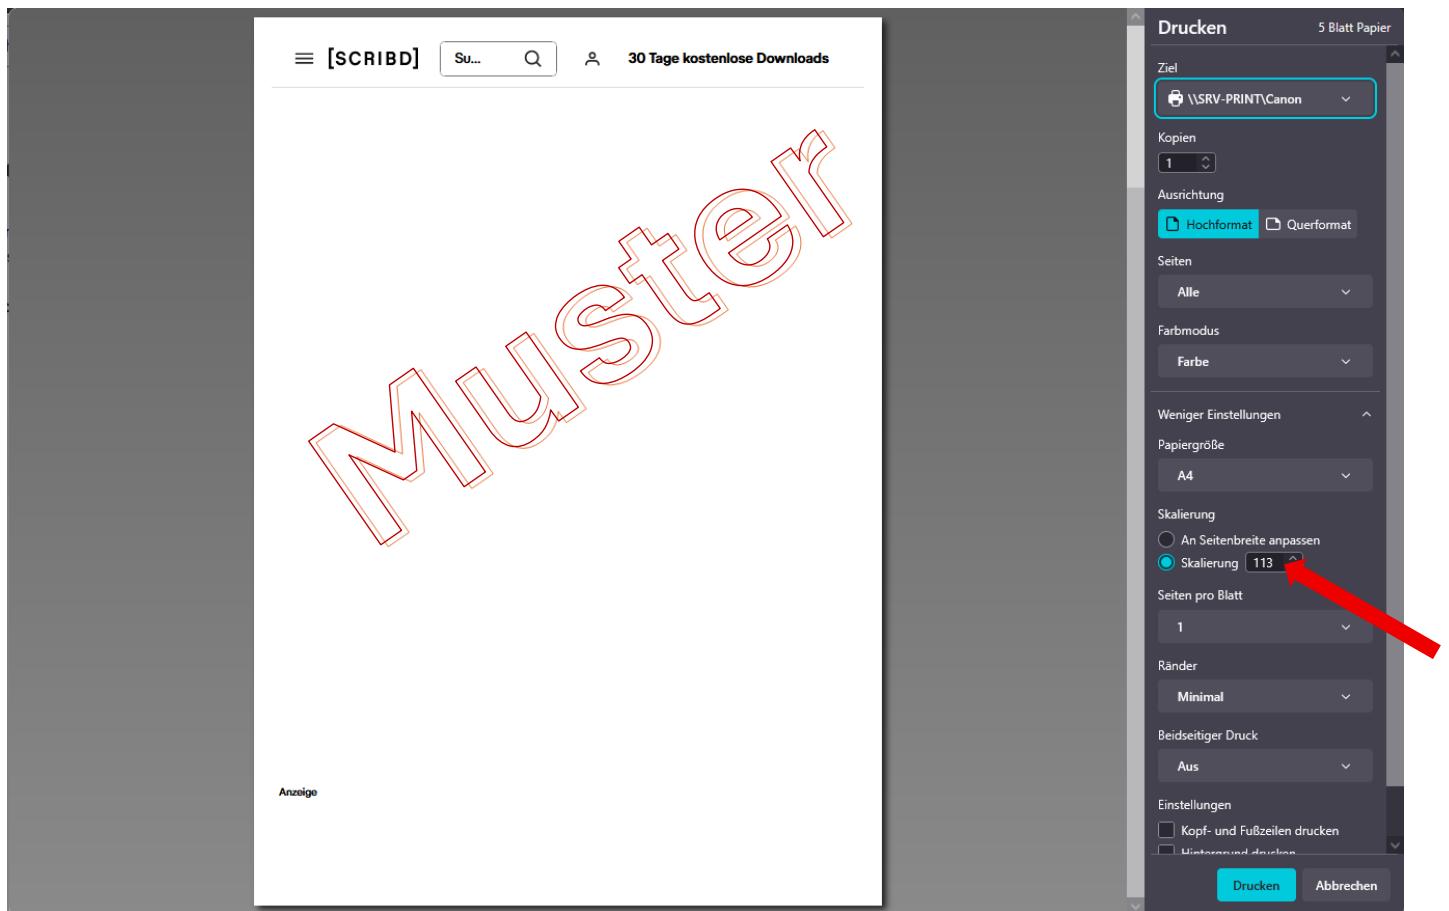 [SCRIBD]
Su...
30 Tage kostenlose Downloads
Muster
Anzeige
Drucken
5 Blatt Papier
Ziel
\\SRV-PRINT\Canon
Kopien
1
Ausrichtung
Hochformat
Querformat
Seiten
Alle
Farbmodus
Farbe
Weniger Einstellungen
Papiergröße
A4
Skalierung
An Seitenbreite anpassen
Skalierung 113
Seiten pro Blatt
1
Ränder
Minimal
Beidseitiger Druck
Aus
Einstellungen
Kopf- und Fußzeilen drucken
Hintergrund drucken
Drucken
Abbrechen